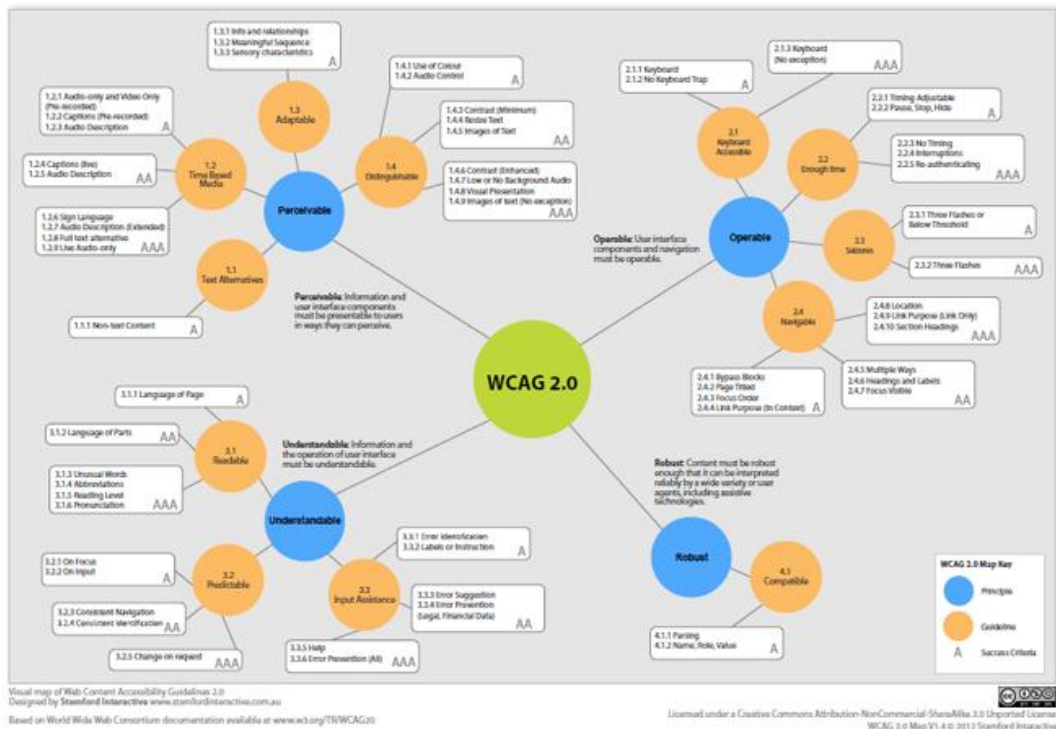 1.3.1 Info and relationships
1.3.2 Meaningful Sequence
1.3.3 Sensory characteristics
A
1.3
Adaptable
1.4.1 Use of Colour
1.4.2 Audio Control
A
1.4.3 Contrast (Minimum)
1.4.4 Resize Text
1.4.5 Images of Text
AA
1.4.6 Contrast (Enhanced)
1.4.7 Low or No Background Audio
1.4.8 Visual Presentation
1.4.9 Images of text (No exception)
AAA
1.4
Distinguishable
1.2.1 Audio-only and Video Only
(Pre-recorded)
1.2.2 Captions (Pre-recorded)
1.2.3 Audio Description
A
1.2.4 Captions (live)
1.2.5 Audio Description
AA
1.2.6 Sign Language
1.2.7 Audio Description (Extended)
1.2.8 Full text alternative
1.2.9 Live Audio-only
AAA
1.2
Time Based
Media
1.1
Text Alternatives
1.1.1 Non-text Content
A
Perceivable
Perceivable: Information and
user interface components
must be presentable to users
in ways they can perceive.
2.1.1 Keyboard
2.1.2 No Keyboard Trap
A
2.1.3 Keyboard
(No exception)
AAA
2.1
Keyboard
Accessible
2.2.1 Timing Adjustable
2.2.2 Pause, Stop, Hide
A
2.2.3 No Timing
2.2.4 Interruptions
2.2.5 Re-authenticating
AAA
2.2
Enough time
2.3.1 Three Flashes or
Below Threshold
A
2.3.2 Three Flashes
AAA
2.3
Seizures
Operable
Operable: User interface
components and navigation
must be operable.
2.4
Navigable
2.4.8 Location
2.4.9 Link Purpose (Link Only)
2.4.10 Section Headings
AAA
2.4.5 Multiple Ways
2.4.6 Headings and Labels
2.4.7 Focus Visible
AA
2.4.1 Bypass Blocks
2.4.2 Page Titled
2.4.3 Focus Order
2.4.4 Link Purpose (In Context)
A
WCAG 2.0
3.1.1 Language of Page
A
3.1.2 Language of Parts
AA
3.1.3 Unusual Words
3.1.4 Abbreviations
3.1.5 Reading Level
3.1.6 Pronunciation
AAA
3.1
Readable
Understandable: Information and
the operation of user interface
must be understandable.
Understandable
3.2.1 On Focus
3.2.2 On Input
A
3.2.3 Consistent Navigation
3.2.4 Consistent Identification
AA
3.2.5 Change on request
AAA
3.2
Predictable
3.3
Input Assistance
3.3.1 Error Identification
3.3.2 Labels or Instruction
A
3.3.3 Error Suggestion
3.3.4 Error Prevention
(Legal, Financial Data)
AA
3.3.5 Help
3.3.6 Error Prevention (All)
AAA
Robust: Content must be robust
enough that it can be interpreted
reliably by a wide variety or user
agents, including assistive
technologies.
Robust
4.1
Compatible
4.1.1 Parsing
4.1.2 Name, Role, Value
A
WCAG 2.0 Map Key
Principle
Guideline
A
Success Criteria
Visual map of Web Content Accessibility Guidelines 2.0
Designed by Stamford Interactive www.stamfordinteractive.com.au
Based on World Wide Web Consortium documentation available at www.w3.org/TR/WCAG20
Licensed under a Creative Commons Attribution-NonCommercial-ShareAlike 3.0 Unported License
WCAG 2.0 Map V1.4 © 2012 Stamford Interactive